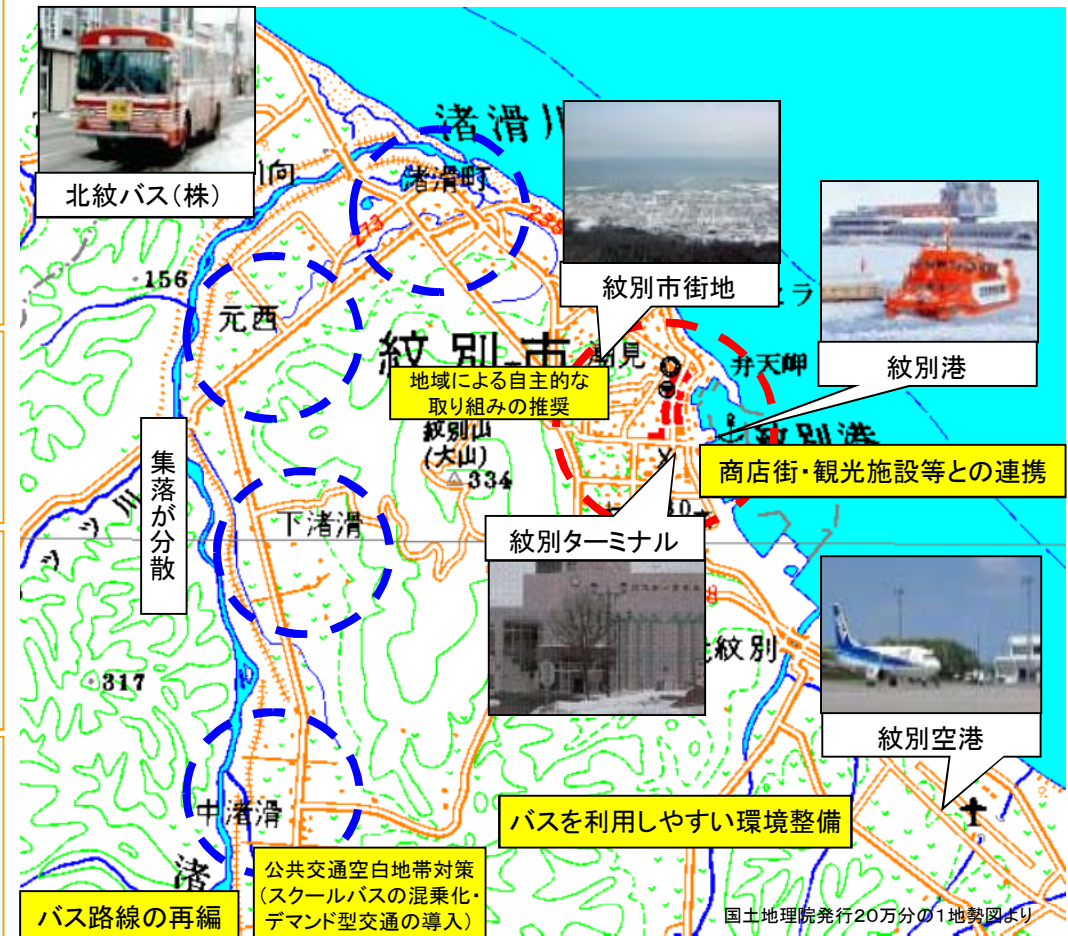 北紋バス(株)
渚滑川
向
渚滑町
273
238
紋別市街地
156
元西
紋別市
潮見
弁天岬
紋別港
地域による自主的な
取り組みの推奨
紋別山
(大山)
334
紋別港
商店街・観光施設等との連携
集落が分散
川
下渚滑
紋別ターミナル
紋別
317
紋別空港
中渚滑
バスを利用しやすい環境整備
渚
公共交通空白地帯対策
(スクールバスの混乗化・
デマンド型交通の導入)
バス路線の再編
国土地理院発行20万分の1地勢図より